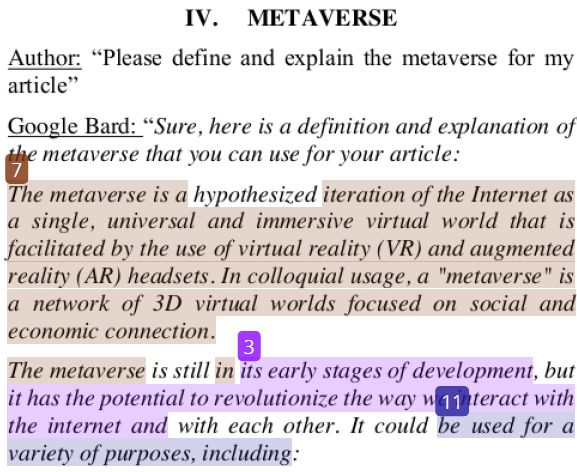 IV. METAVERSE
Author: “Please define and explain the metaverse for my
article”
Google Bard: “Sure, here is a definition and explanation of
the metaverse that you can use for your article:
7
The metaverse is a hypothesized iteration of the Internet as
a single, universal and immersive virtual world that is
facilitated by the use of virtual reality (VR) and augmented
reality (AR) headsets. In colloquial usage, a "metaverse" is
a network of 3D virtual worlds focused on social and
economic connection.
3
The metaverse is still in its early stages of development, but
it has the potential to revolutionize the way we interact with
11
the internet and with each other. It could be used for a
variety of purposes, including: